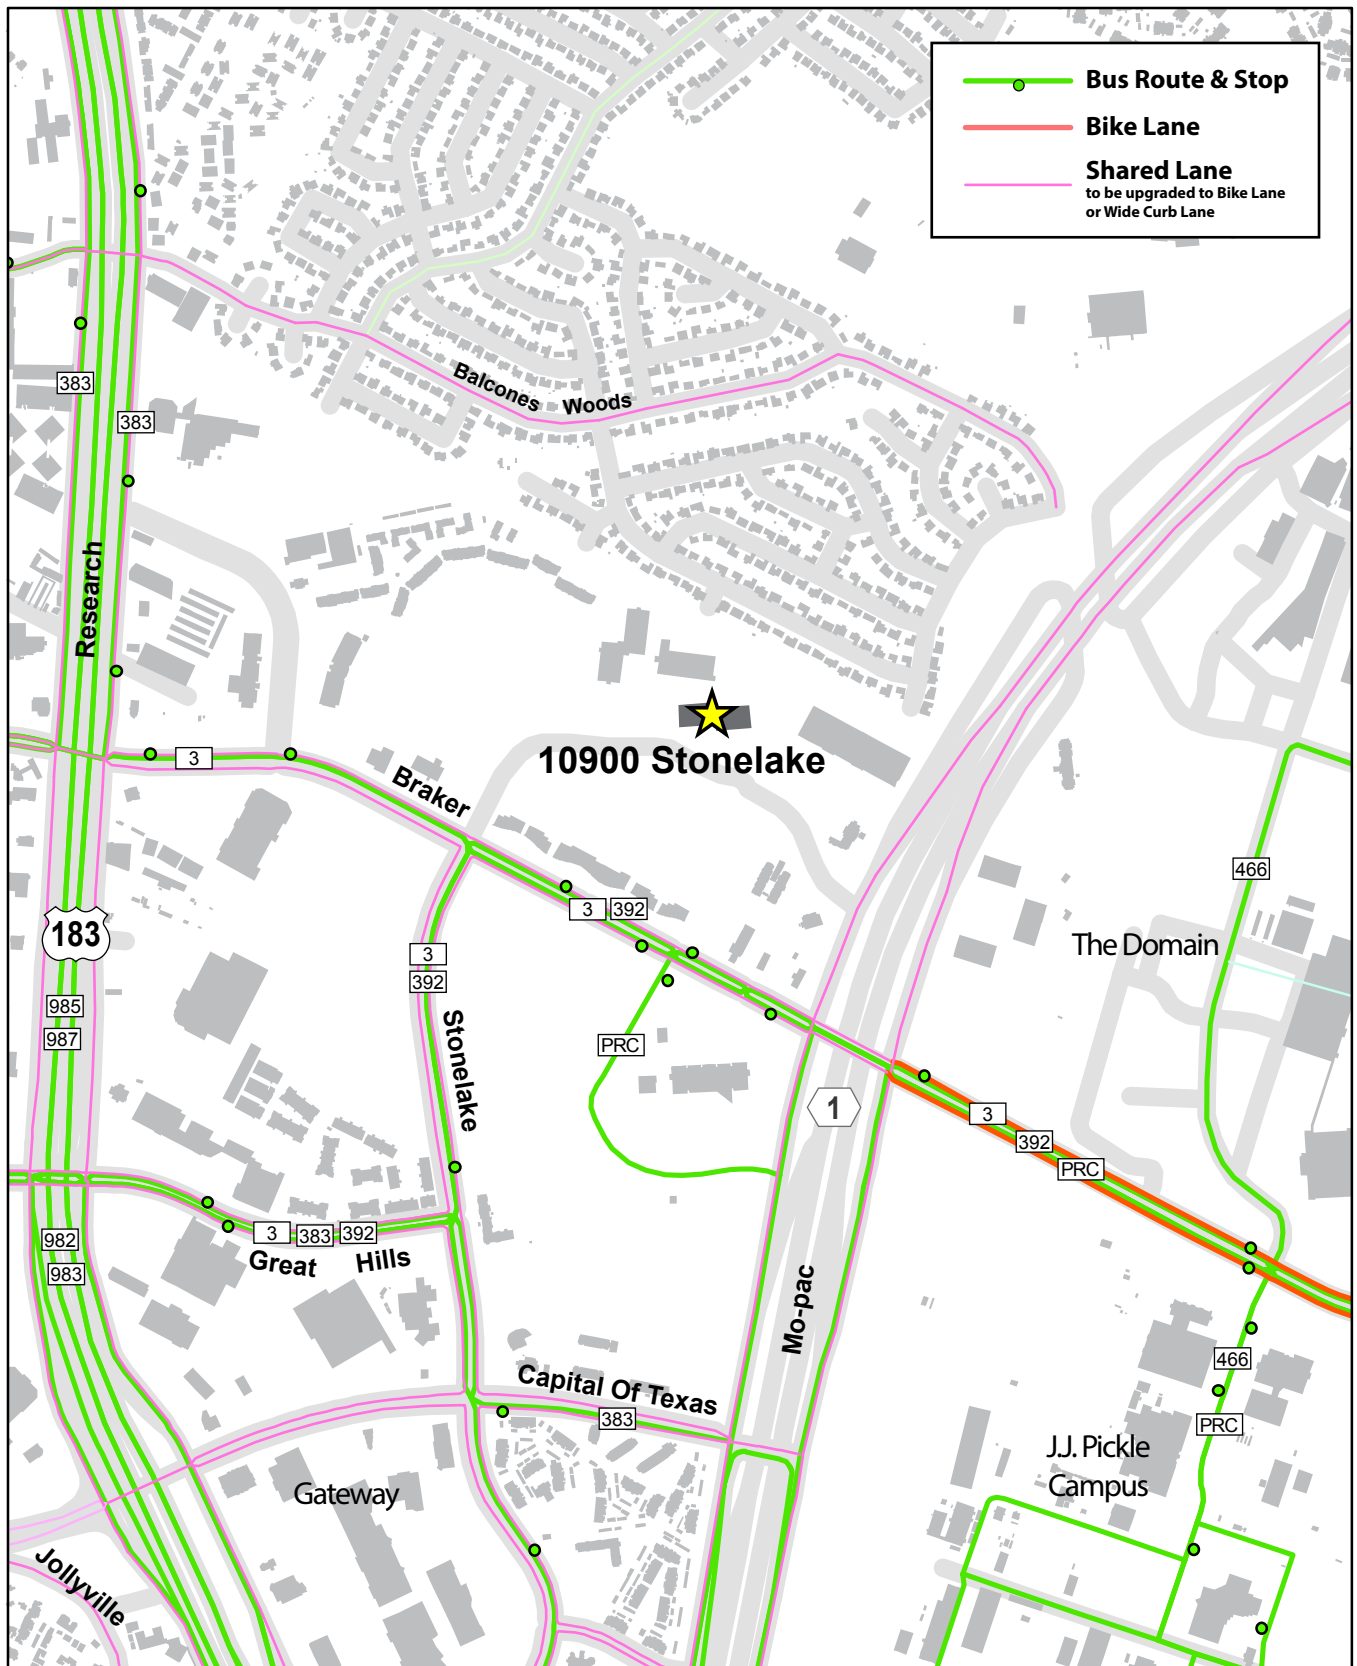 Bus Route & Stop
Bike Lane
Shared Lane
to be upgraded to Bike Lane
or Wide Curb Lane
383
383
Balcones Woods
Research
10900 Stonelake
3
Braker
466
3 392
183
The Domain
3
392
985
987
Stonelake
PRC
1
3
392
PRC
982
983
3 383 392
Great Hills
Mo-pac
466
Capital Of Texas
383
PRC
J.J. Pickle
Campus
Gateway
Jollyville